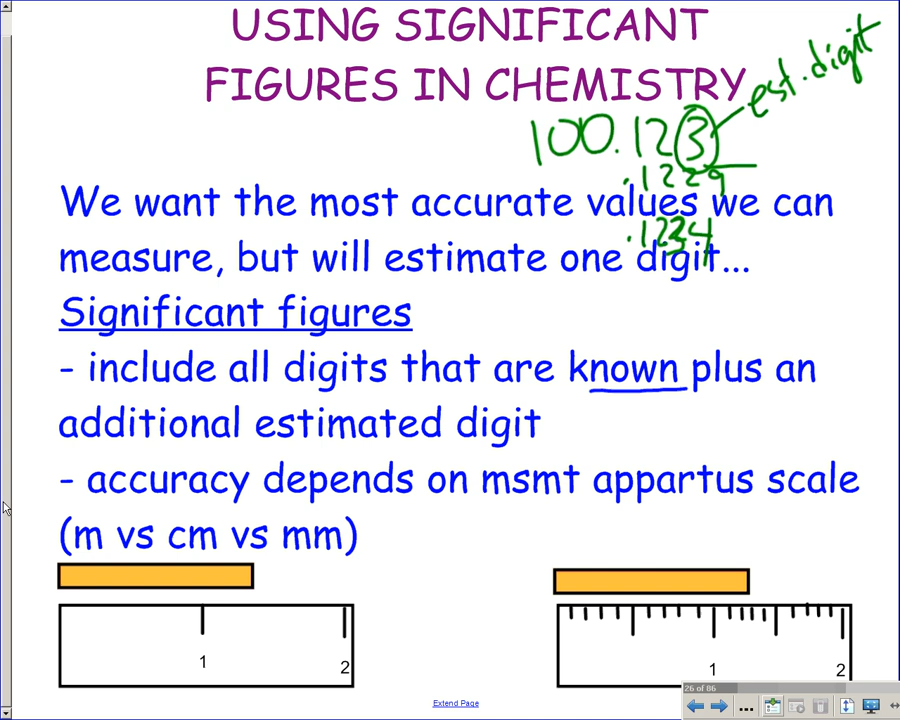 USING SIGNIFICANT
FIGURES IN CHEMISTRY
est. digit
100.123
.1229
We want the most accurate values we can
.1234
measure, but will estimate one digit...
Significant figures
- include all digits that are known plus an
additional estimated digit
- accuracy depends on msmt appartus scale
(m vs cm vs mm)
1 2
1 2
26 of 86
Extend Page